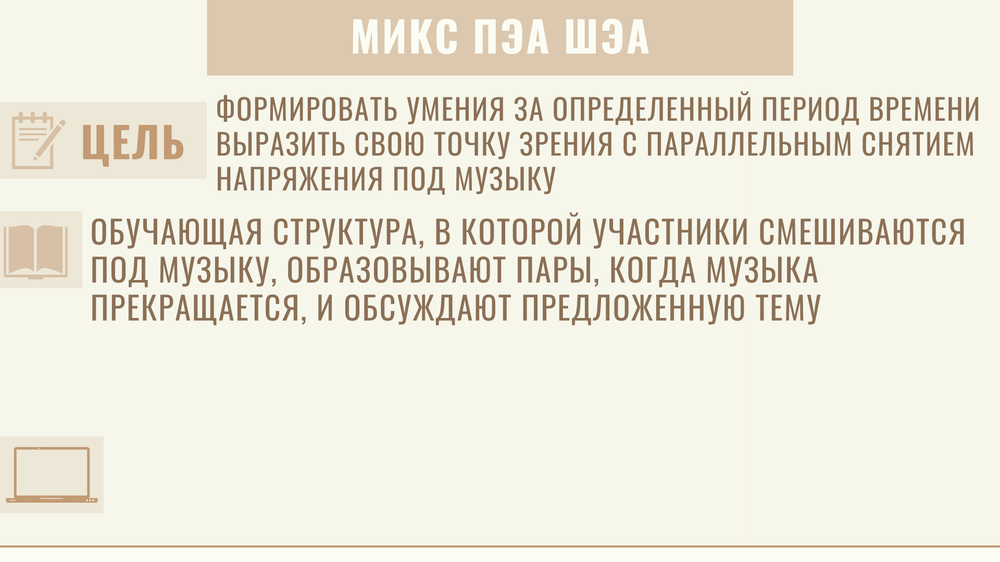 МИКС ПЭА ШЭА
ЦЕЛЬ
ФОРМИРОВАТЬ УМЕНИЯ ЗА ОПРЕДЕЛЕННЫЙ ПЕРИОД ВРЕМЕНИ
ВЫРАЗИТЬ СВОЮ ТОЧКУ ЗРЕНИЯ С ПАРАЛЛЕЛЬНЫМ СНЯТИЕМ
НАПРЯЖЕНИЯ ПОД МУЗЫКУ
ОБУЧАЮЩАЯ СТРУКТУРА, В КОТОРОЙ УЧАСТНИКИ СМЕШИВАЮТСЯ
ПОД МУЗЫКУ, ОБРАЗОВЫВАЮТ ПАРЫ, КОГДА МУЗЫКА
ПРЕКРАЩАЕТСЯ, И ОБСУЖДАЮТ ПРЕДЛОЖЕННУЮ ТЕМУ